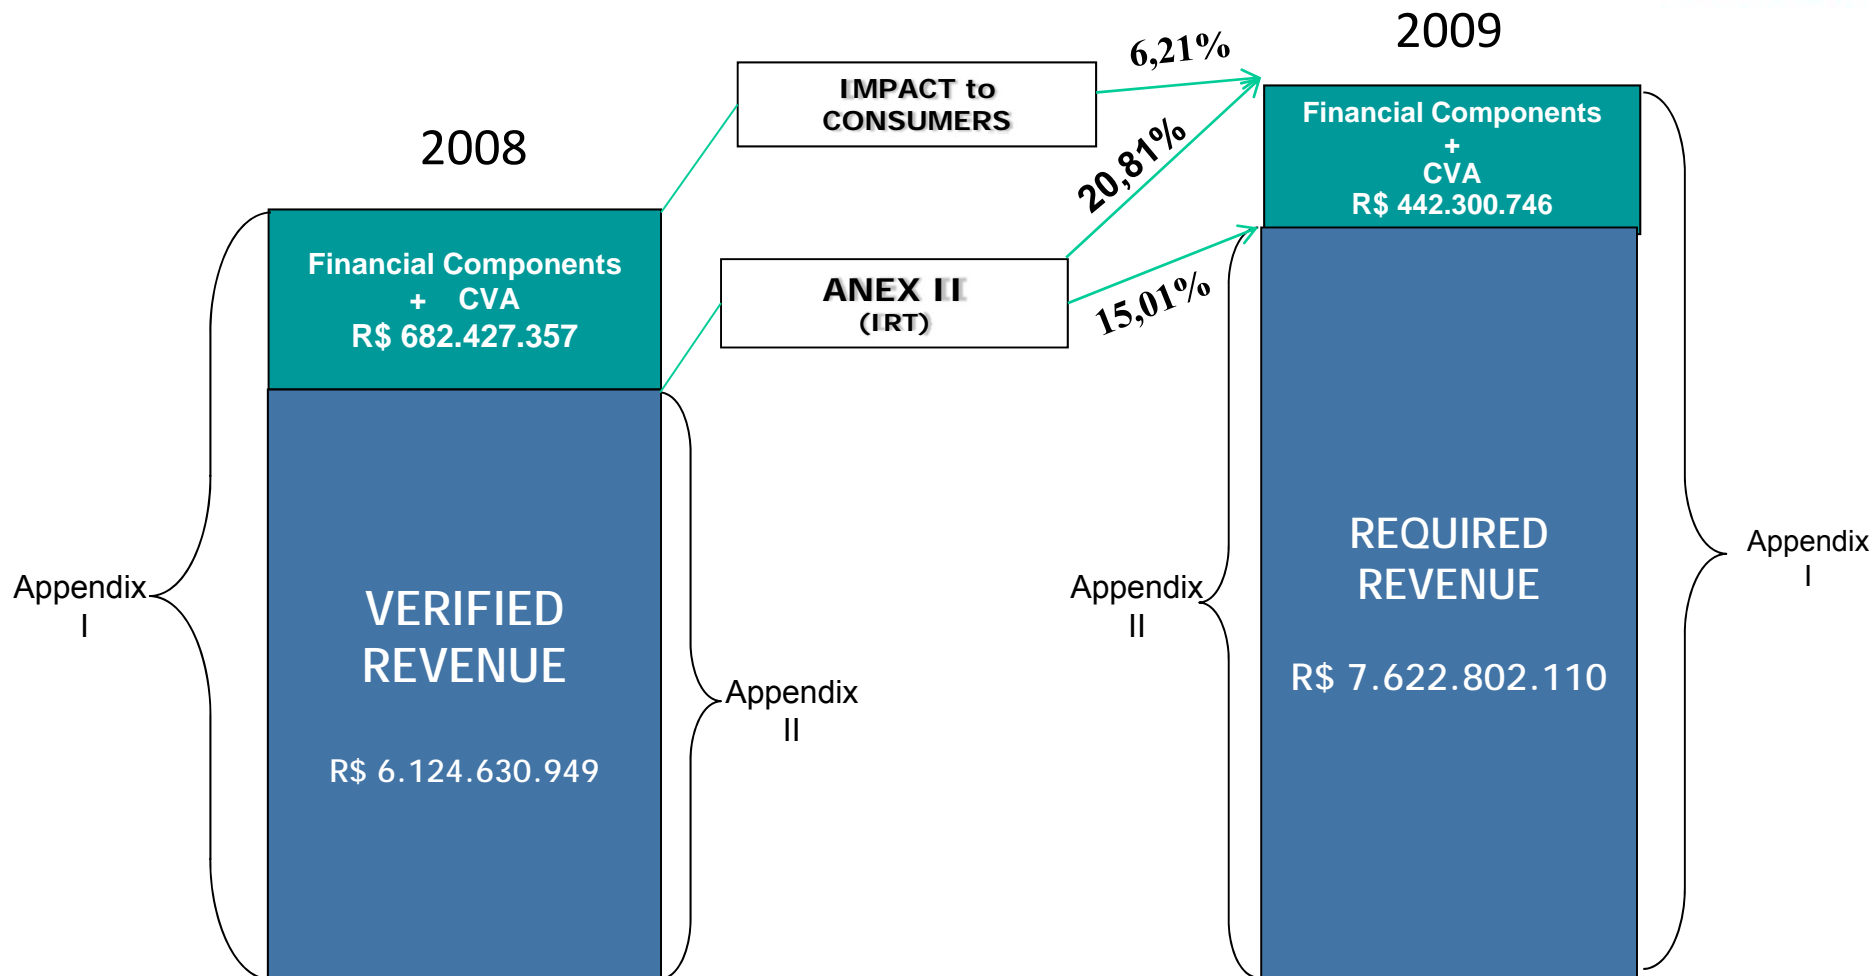 2008
Financial Components
+ CVA
R$ 682.427.357
VERIFIED
REVENUE
R$ 6.124.630.949
Appendix
I
Appendix
II
IMPACT to
CONSUMERS
ANEX II
(IRT)
6,21%
20,81%
15,01%
2009
Financial Components
+
CVA
R$ 442.300.746
REQUIRED
REVENUE
R$ 7.622.802.110
Appendix
II
Appendix
I